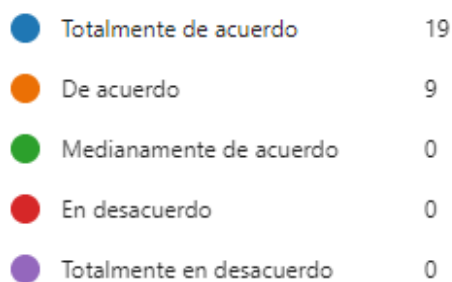 Totalmente de acuerdo 19
De acuerdo 9
Medianamente de acuerdo 0
En desacuerdo 0
Totalmente en desacuerdo 0